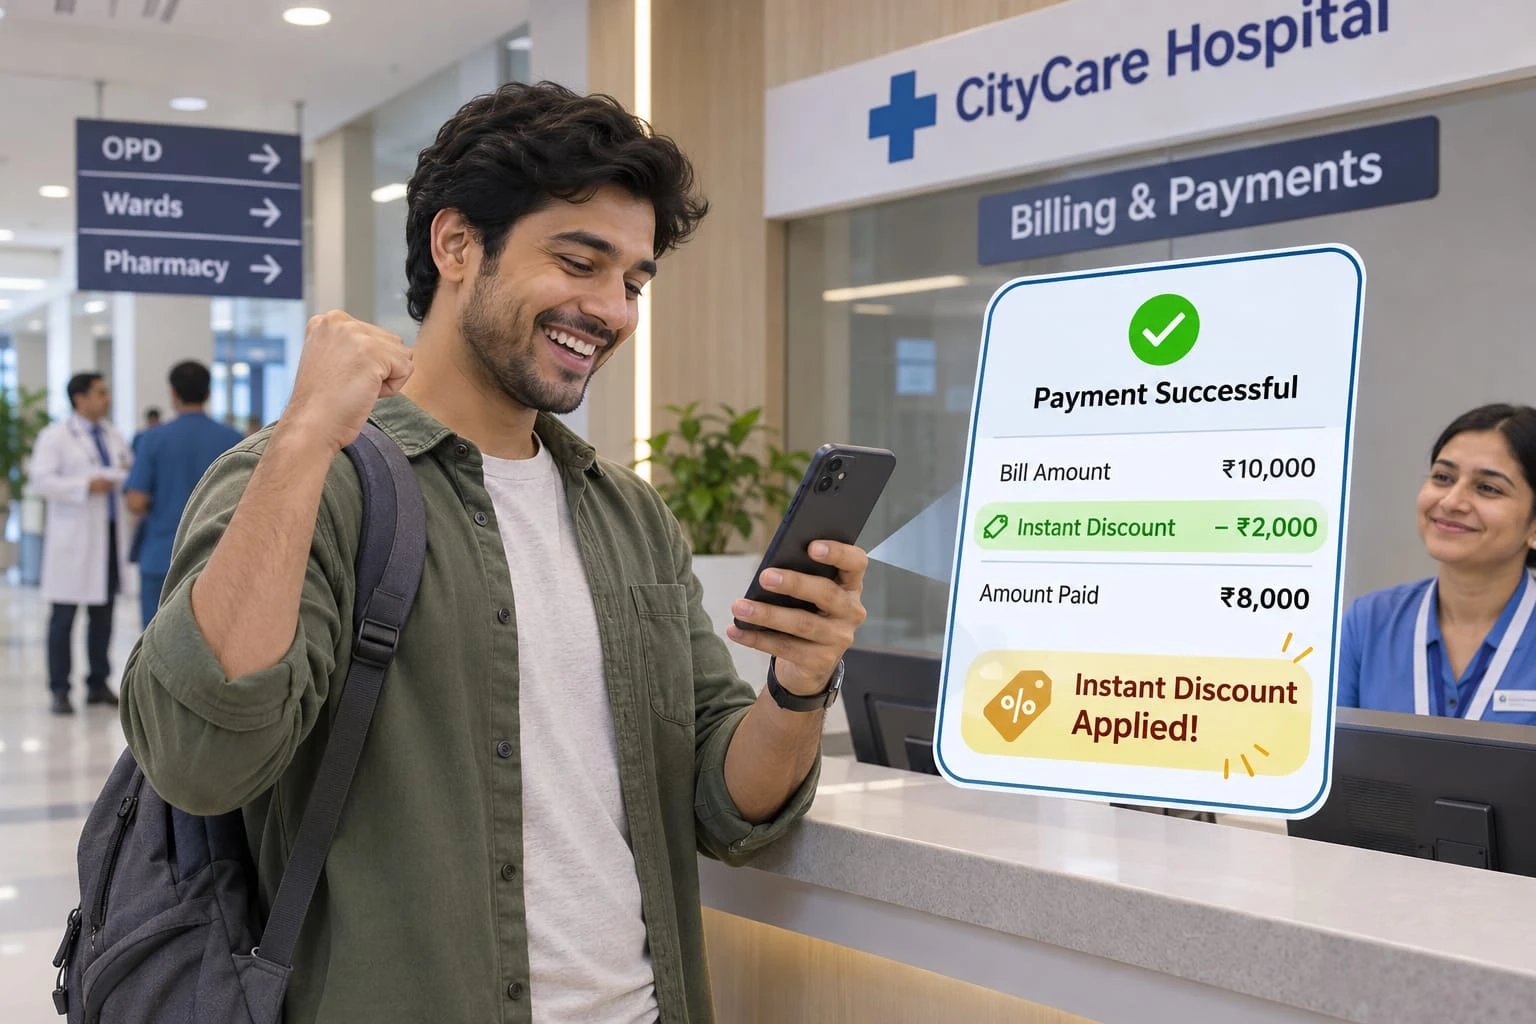 OPD →
Wards →
Pharmacy →
CityCare Hospital
Billing & Payments
Payment Successful
Bill Amount ₹10,000
Instant Discount – ₹2,000
Amount Paid ₹8,000
%
Instant Discount
Applied!